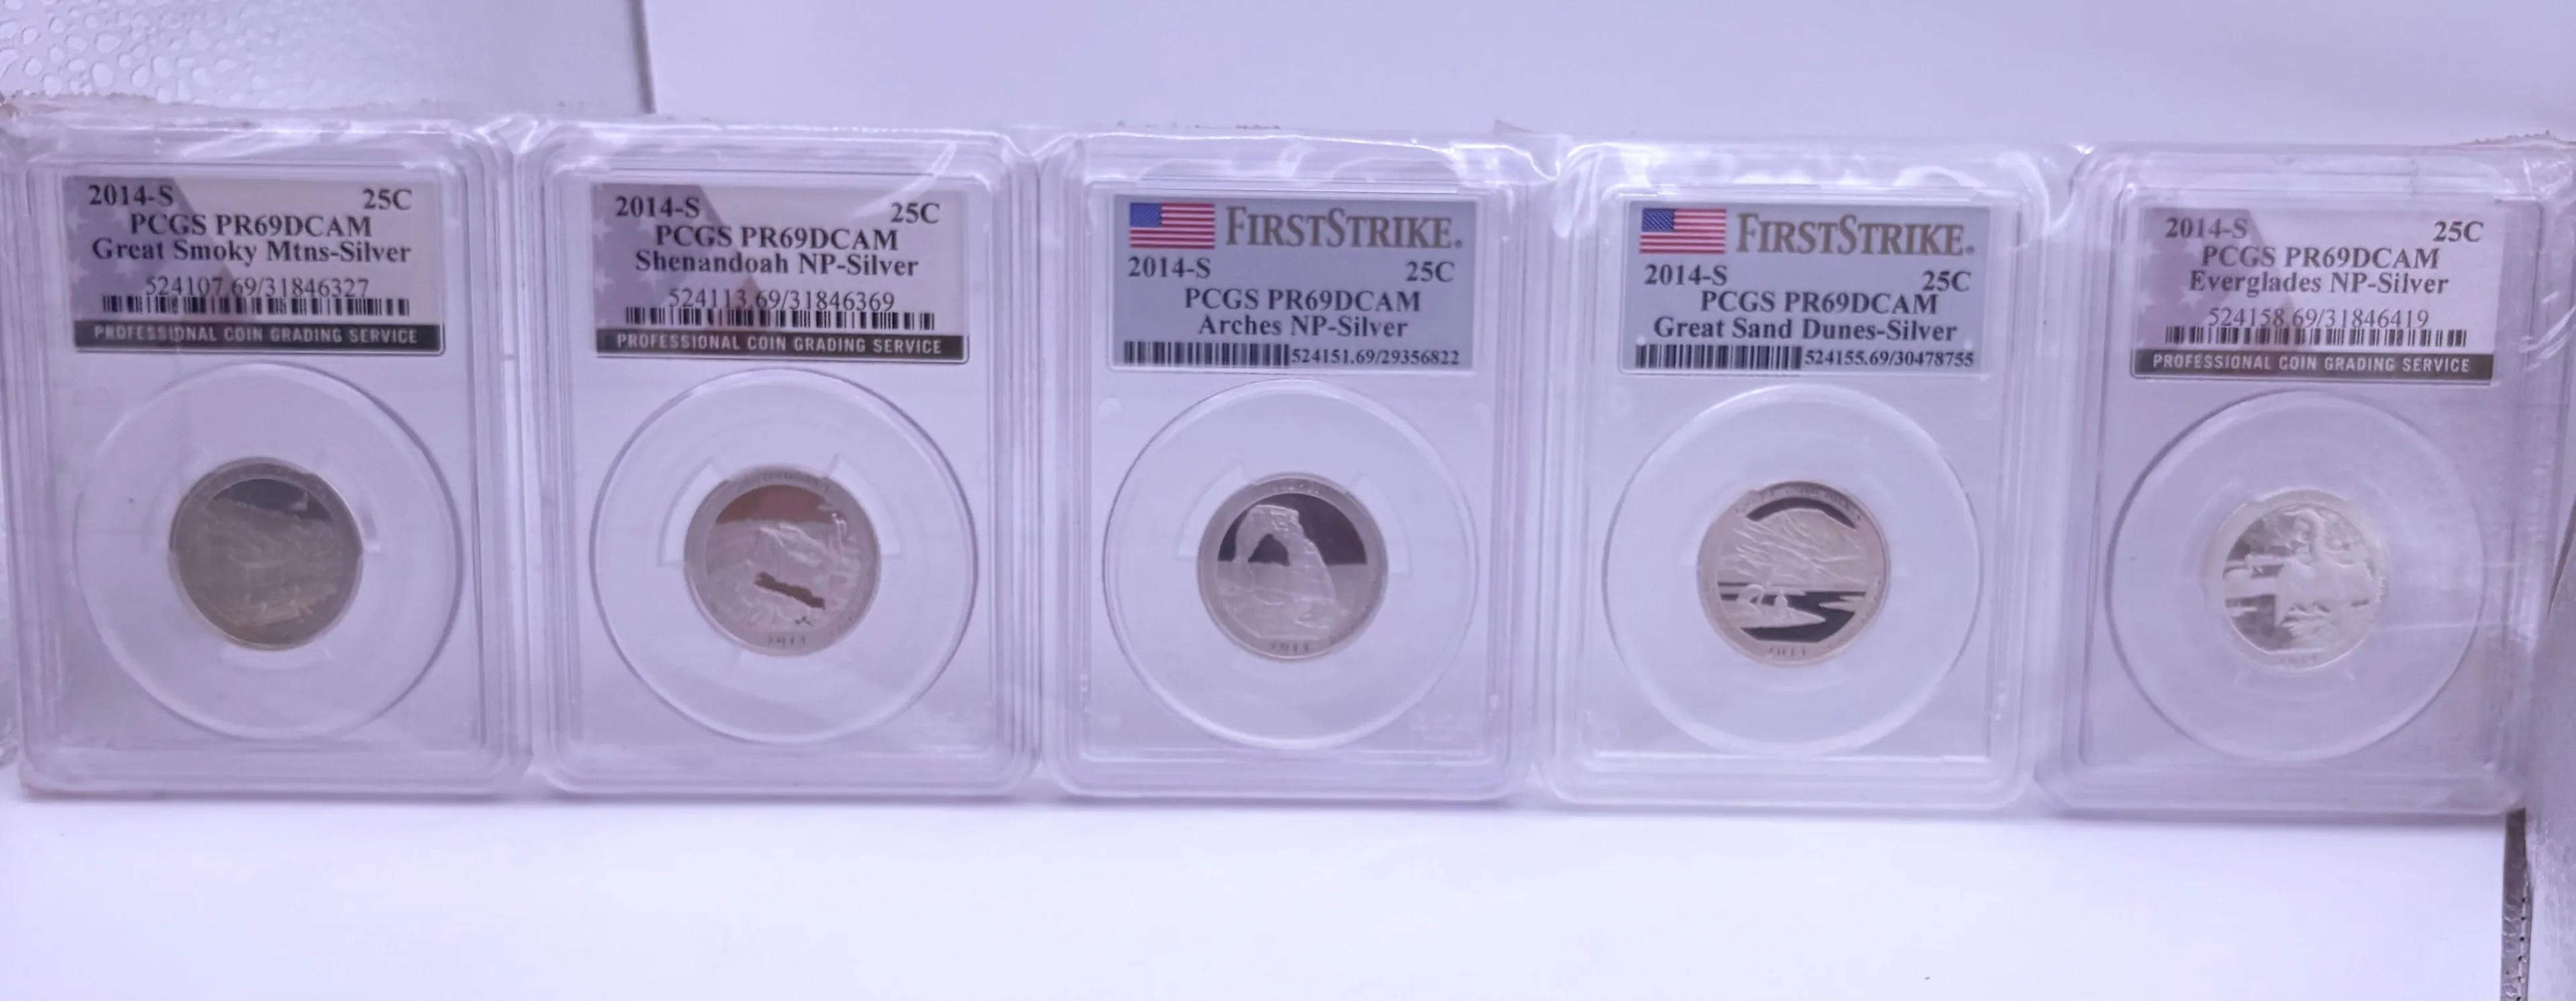 2014-S 25C
PCGS PR69DCAM
Great Smoky Mtns-Silver
524107.69/31846327
PROFESSIONAL COIN GRADING SERVICE
2014-S 25C
PCGS PR69DCAM
Shenandoah NP-Silver
524113.69/31846369
PROFESSIONAL COIN GRADING SERVICE
FIRSTSTRIKE®
2014-S 25C
PCGS PR69DCAM
Arches NP-Silver
524151.69/29356822
FIRSTSTRIKE®
2014-S 25C
PCGS PR69DCAM
Great Sand Dunes-Silver
524155.69/30478755
2014-S 25C
PCGS PR69DCAM
Everglades NP-Silver
524158.69/31846419
PROFESSIONAL COIN GRADING SERVICE